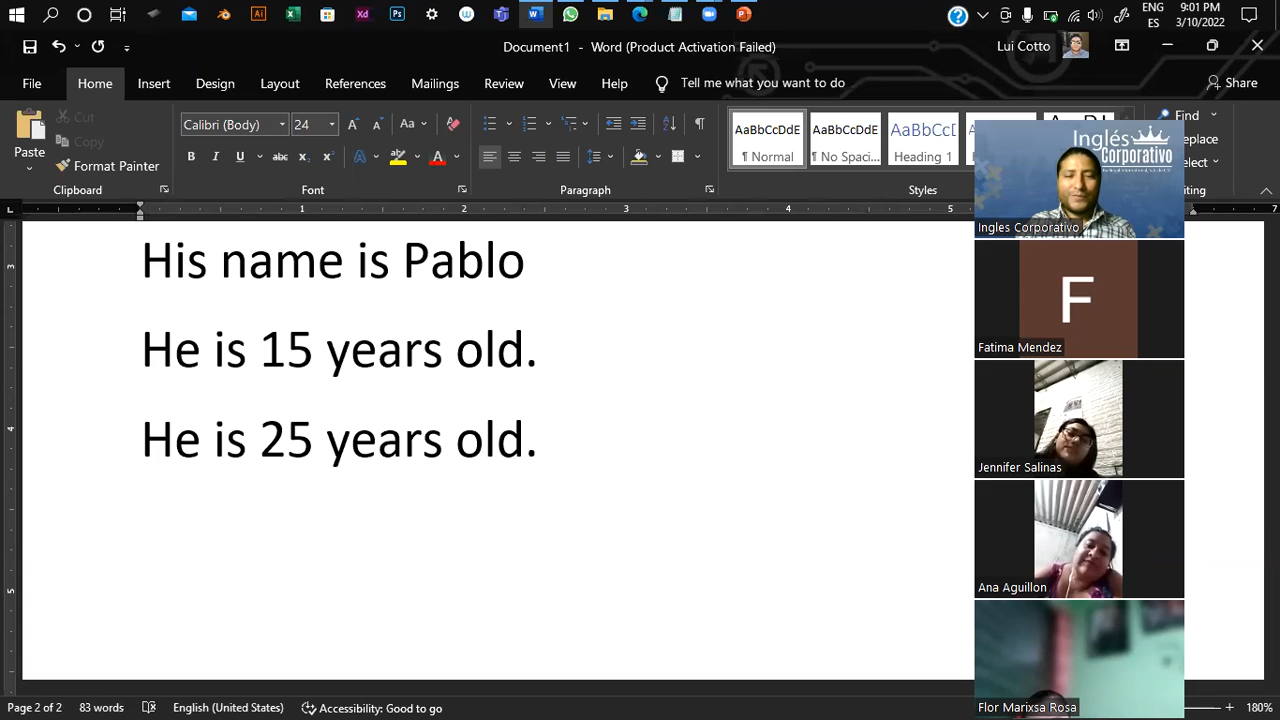 ENG
ES
9:01 PM
3/10/2022
Document1 - Word (Product Activation Failed)
Lui Cotto
File Home Insert Design Layout References Mailings Review View Help Tell me what you want to do Share
Paste
Cut
Copy
Format Painter
Clipboard
Calibri (Body) 24
Font
Paragraph
AaBbCcDdE
¶ Normal
AaBbCcDdE
¶ No Spaci...
AaBbC
Heading 1
Styles
Find
His name is Pablo
He is 15 years old.
He is 25 years old.
Inglés
Corporativo
Ingles Corporativo
F
Fatima Mendez
Jennifer Salinas
Ana Aguillon
Flor Marixsa Rosa
Page 2 of 2 83 words English (United States) Accessibility: Good to go 180%